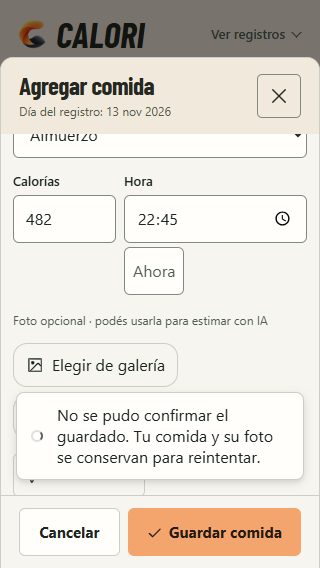 CALORI
Ver registros
Agregar comida
Día del registro: 13 nov 2026
Almuerzo
Calorías
Hora
482
22:45
Ahora
Foto opcional · podés usarla para estimar con IA
Elegir de galería
No se pudo confirmar el
guardado. Tu comida y su foto
se conservan para reintentar.
Cancelar
Guardar comida